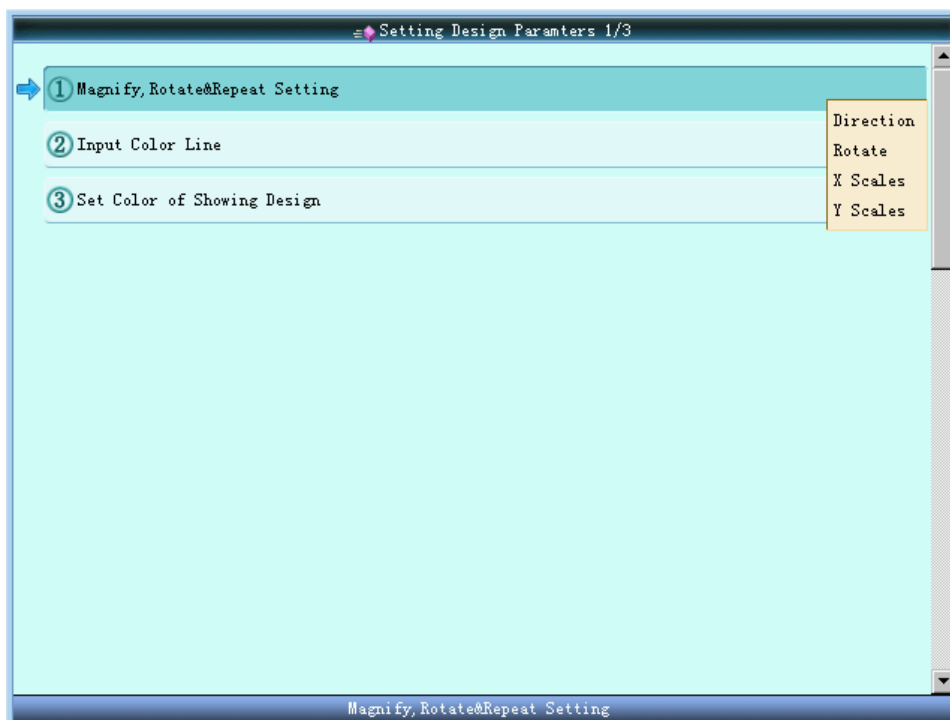 Setting Design Paramters 1/3
① Magnify,Rotate&Repeat Setting
Direction
Rotate
X Scales
Y Scales
② Input Color Line
③ Set Color of Showing Design
Magnify,Rotate&Repeat Setting